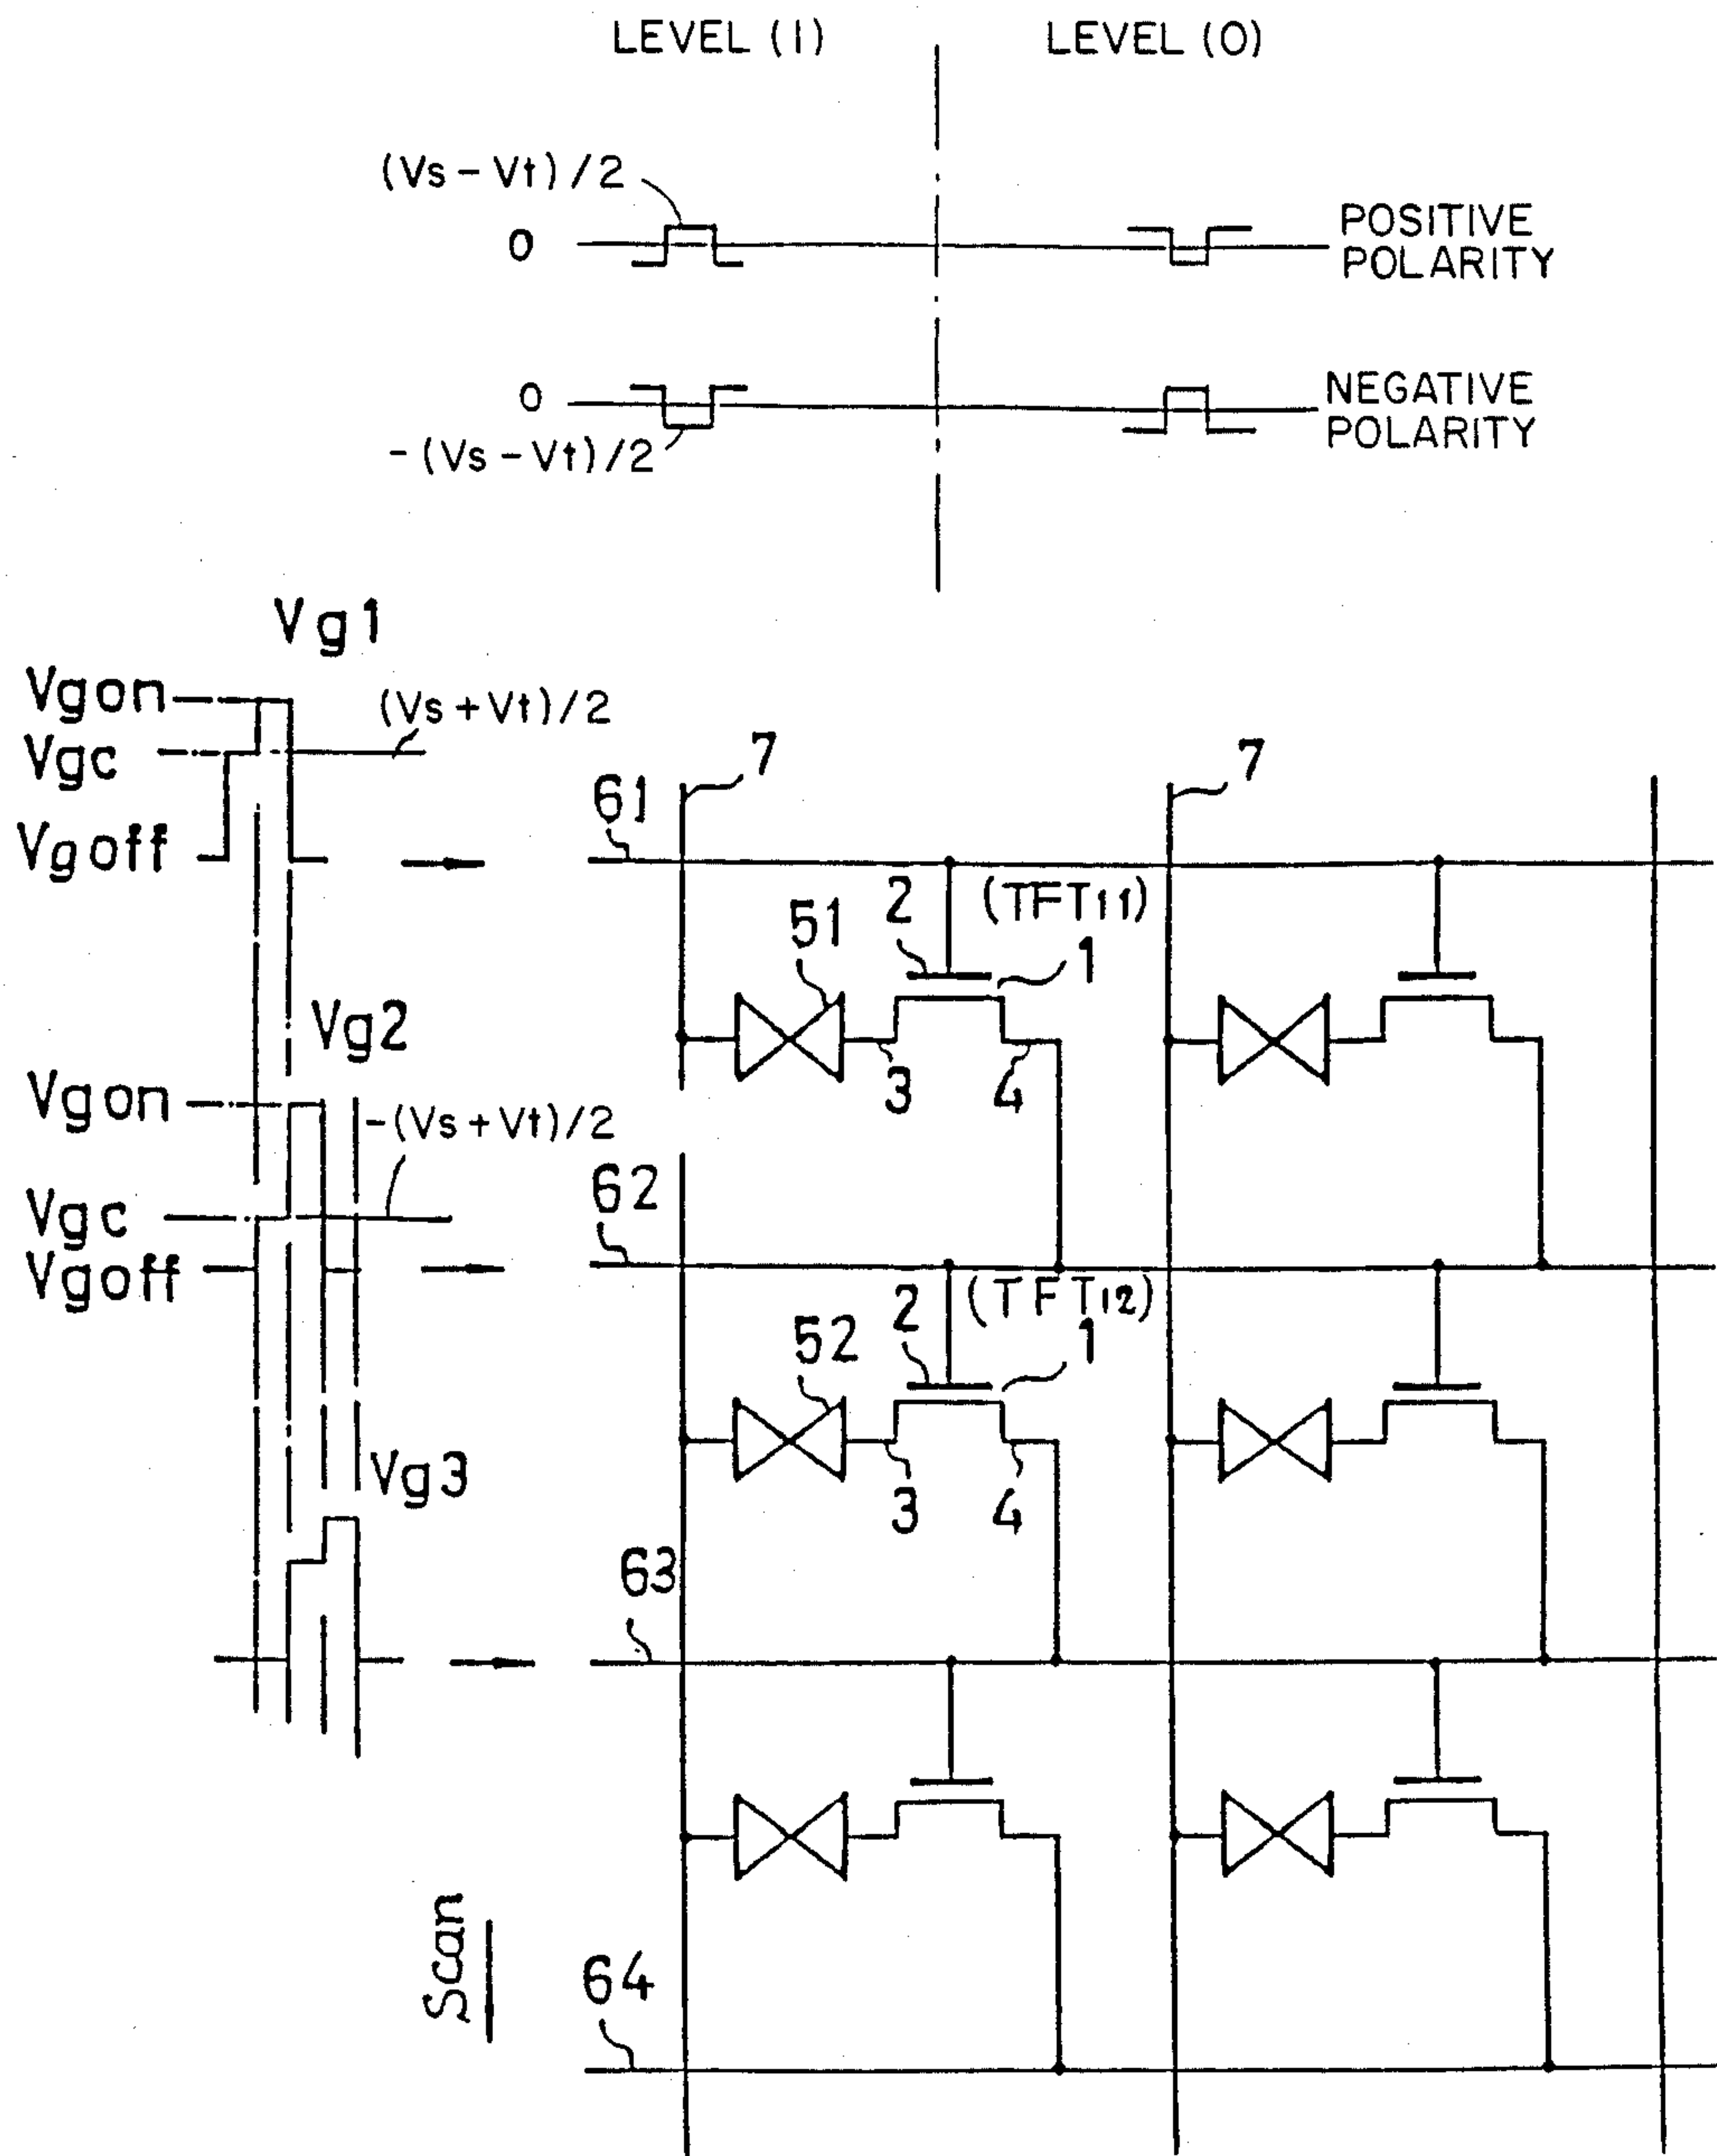 LEVEL (1)
LEVEL (0)
(Vs - Vt)/2
0
POSITIVE
POLARITY
0
NEGATIVE
POLARITY
-(Vs - Vt)/2
Vg1
Vgon
(Vs + Vt)/2
Vgc
Vgoff
7
7
61
2
(TFT11)
51
1
3
4
Vg2
Vgon
-(Vs + Vt)/2
62
Vgc
Vgoff
2
(TFT12)
52
1
3
4
Vg3
63
Scan
64